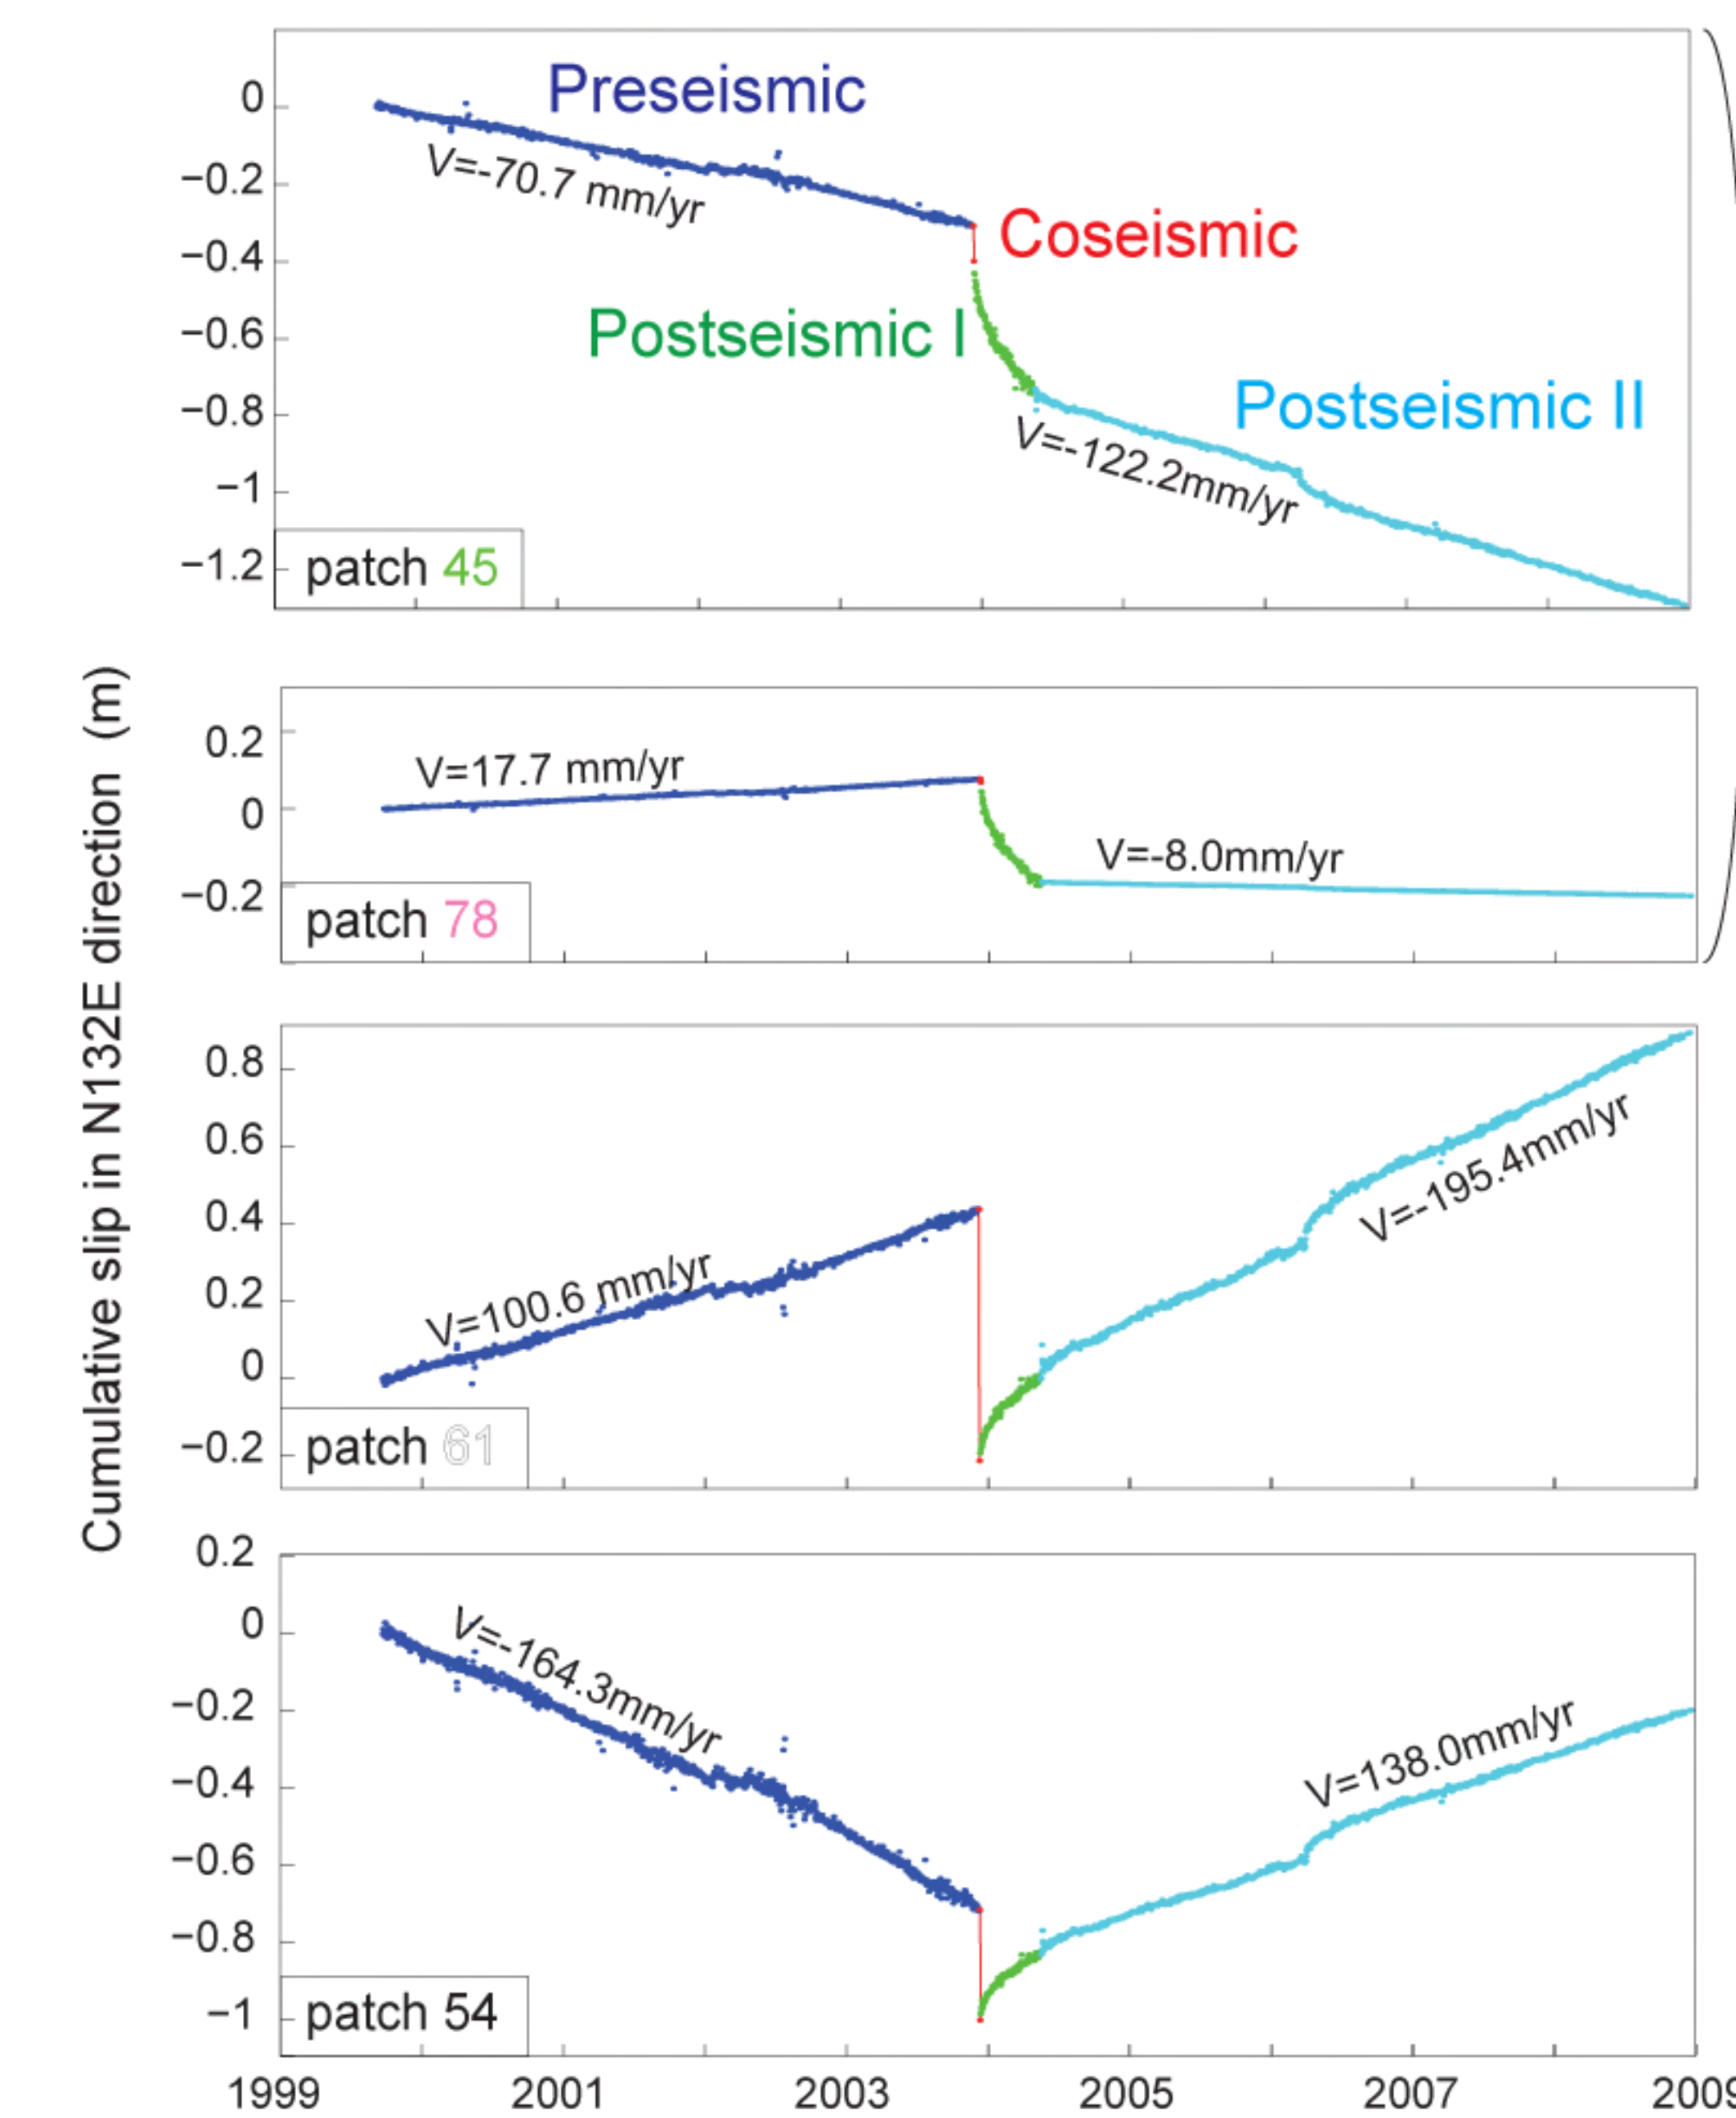 Cumulative slip in N132E direction (m)
0
−0.2
−0.4
−0.6
−0.8
−1
−1.2
Preseismic
V=-70.7 mm/yr
Coseismic
Postseismic I
Postseismic II
V=-122.2mm/yr
patch 45
0.2
0
−0.2
V=17.7 mm/yr
V=-8.0mm/yr
patch 78
0.8
0.6
0.4
0.2
0
−0.2
V=100.6 mm/yr
V=-195.4mm/yr
patch 61
0.2
0
−0.2
−0.4
−0.6
−0.8
−1
V=-164.3mm/yr
V=138.0mm/yr
patch 54
1999 2001 2003 2005 2007 2009